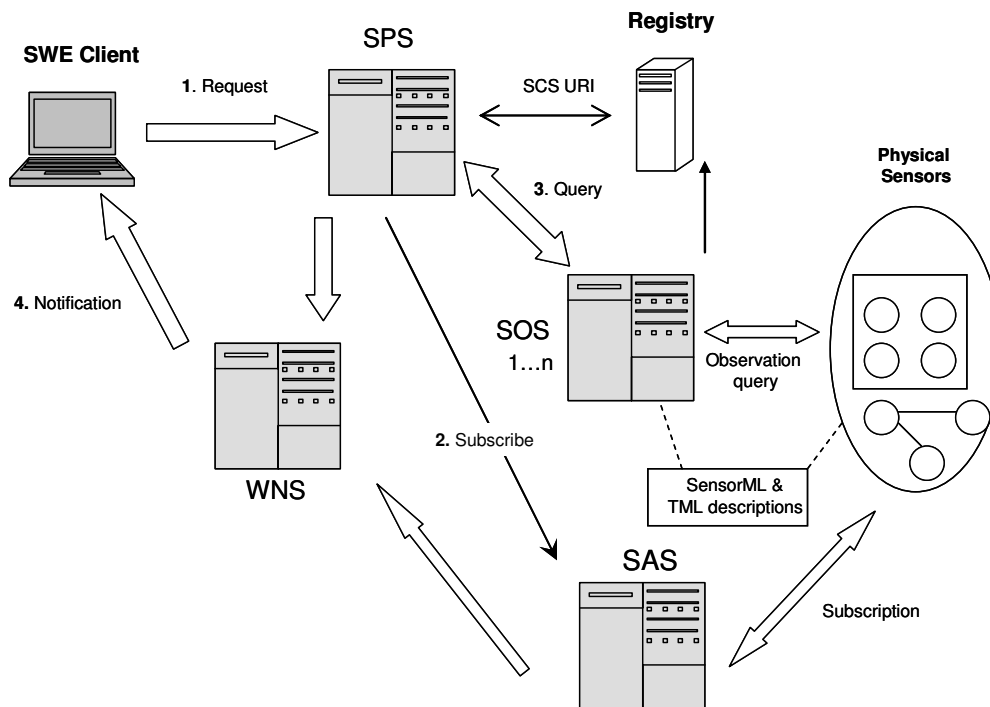 Registry
SPS
SWE Client
1. Request
SCS URI
Physical
Sensors
3. Query
4. Notification
SOS
1...n
Observation
query
2. Subscribe
WNS
SensorML &
TML descriptions
SAS
Subscription